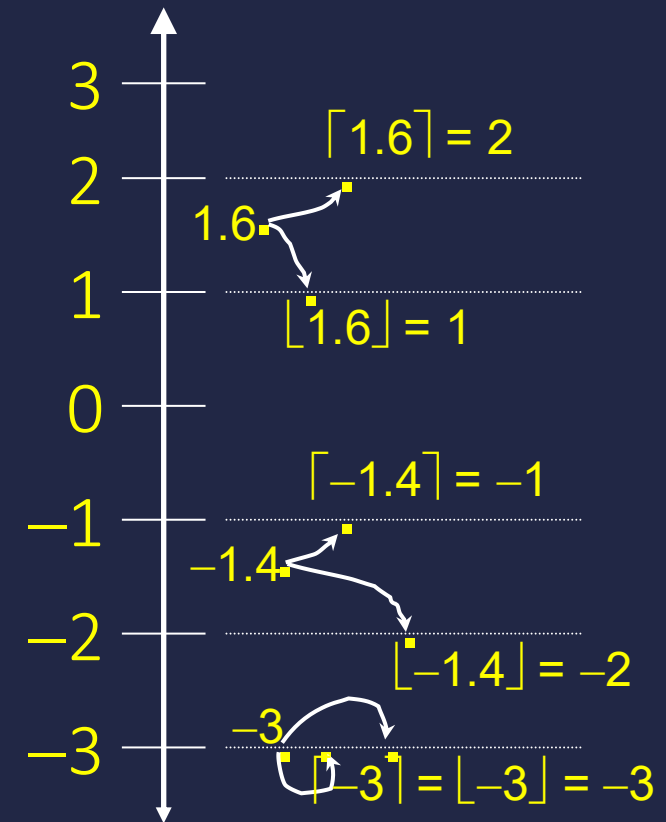 3
⌈1.6⌉ = 2
2
1.6
1
⌊1.6⌋ = 1
0
⌈–1.4⌉ = –1
–1
–1.4
–2
⌊–1.4⌋ = –2
–3
–3
⌈–3⌉ = ⌊–3⌋ = –3